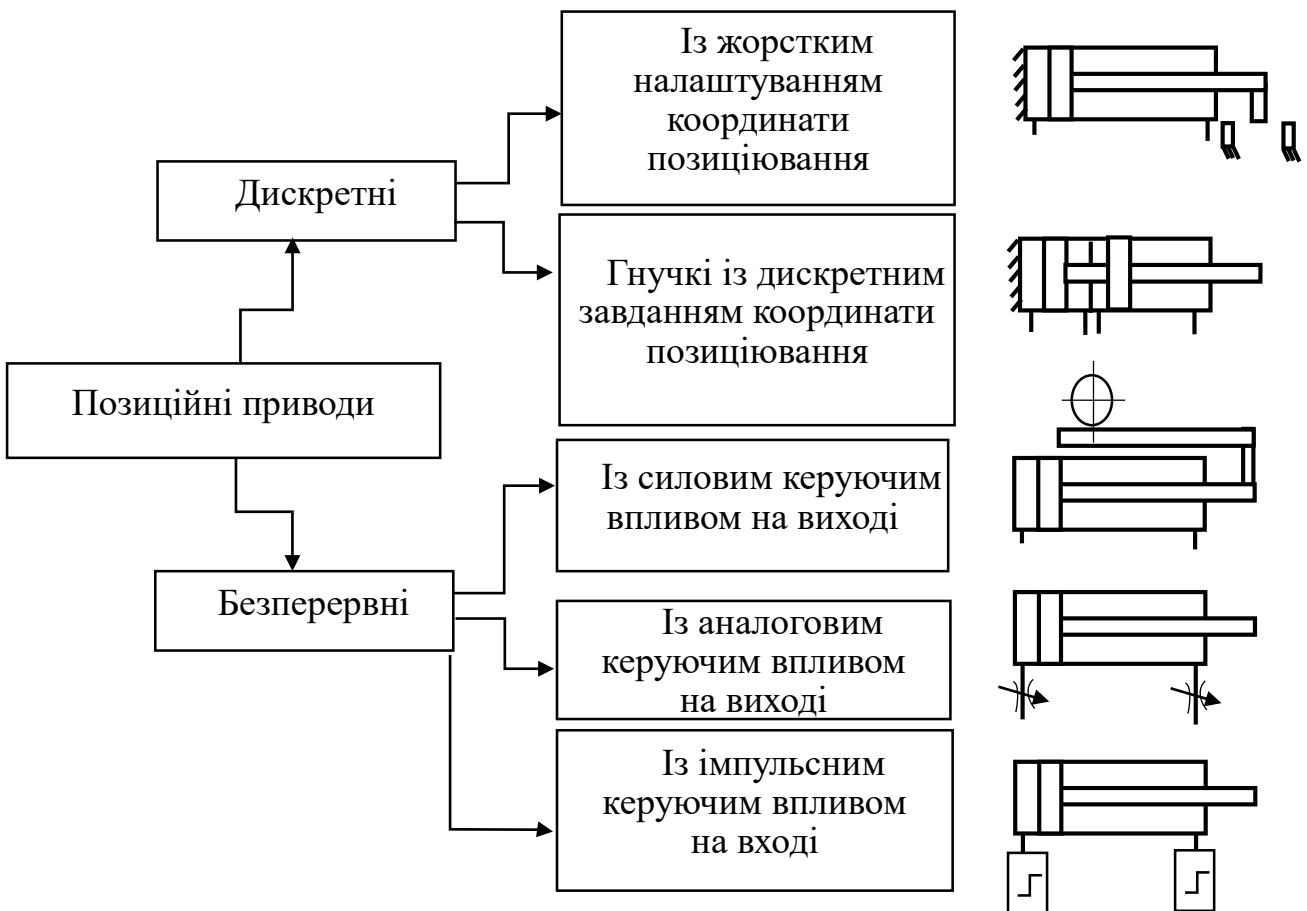 Позиційні приводи
Дискретні
Із жорстким
налаштуванням
координати
позиціювання
Гнучкі із дискретним
завданням координати
позиціювання
Безперервні
Із силовим керуючим
впливом на виході
Із аналоговим
керуючим впливом
на виході
Із імпульсним
керуючим впливом
на вході